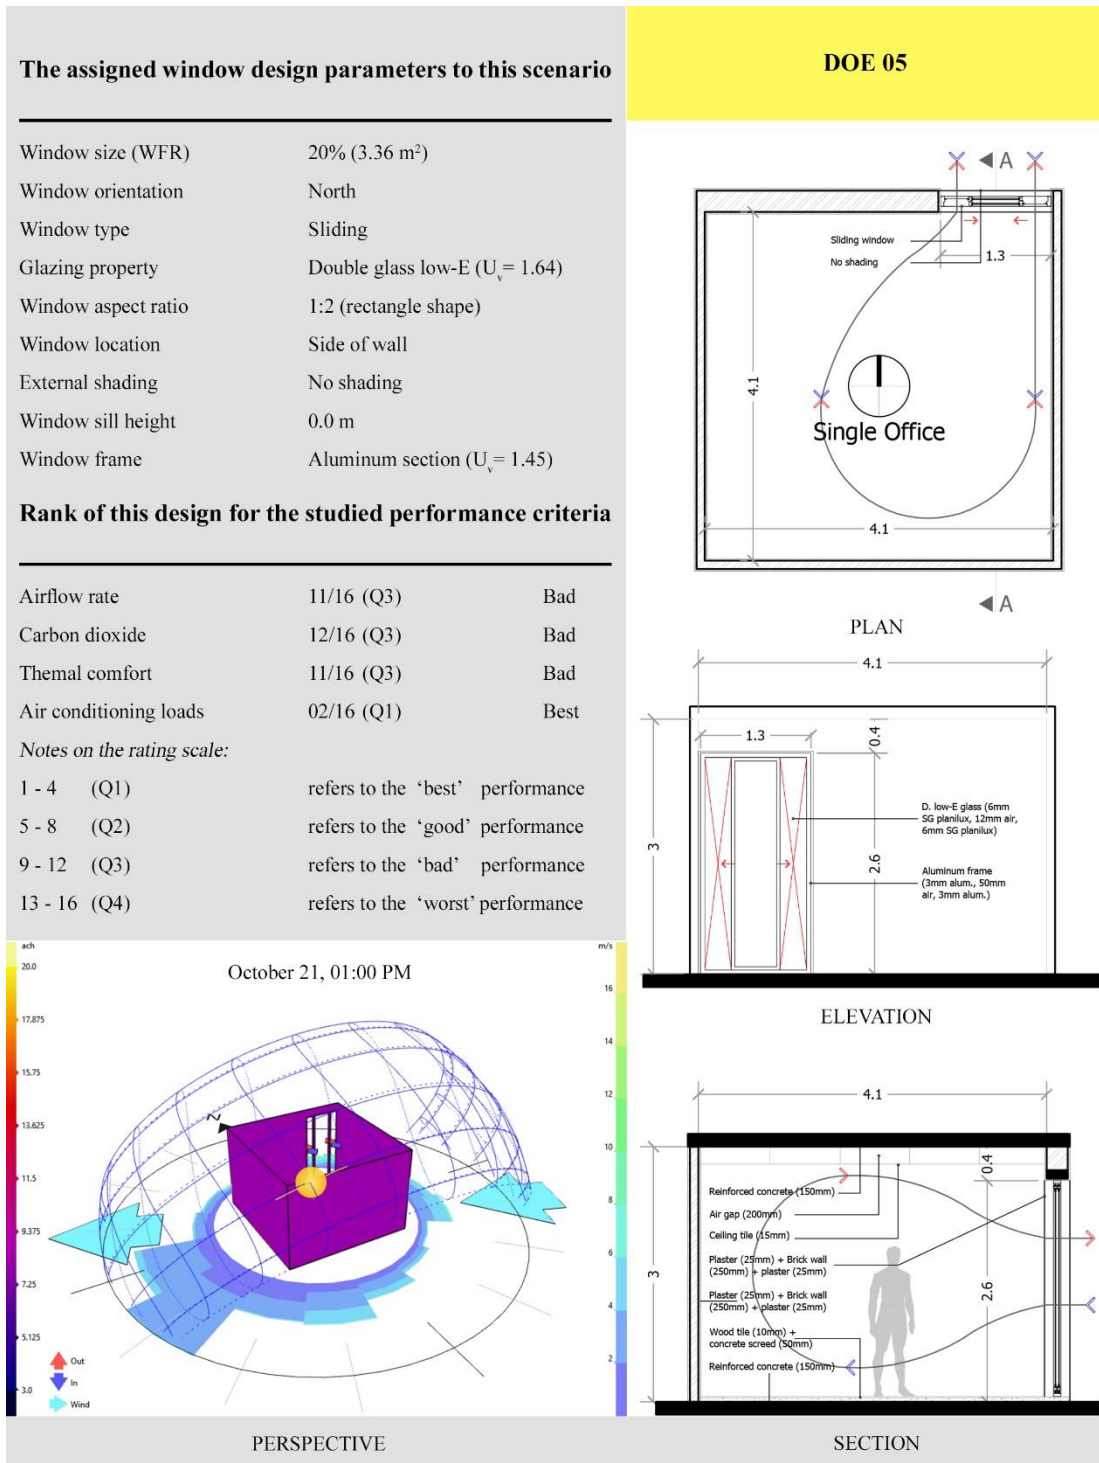 The assigned window design parameters to this scenario
Window size (WFR) 20% (3.36 m²)
Window orientation North
Window type Sliding
Glazing property Double glass low-E (Uᵥ= 1.64)
Window aspect ratio 1:2 (rectangle shape)
Window location Side of wall
External shading No shading
Window sill height 0.0 m
Window frame Aluminum section (Uᵥ= 1.45)
Rank of this design for the studied performance criteria
Airflow rate 11/16 (Q3) Bad
Carbon dioxide 12/16 (Q3) Bad
Themal comfort 11/16 (Q3) Bad
Air conditioning loads 02/16 (Q1) Best
Notes on the rating scale:
1 - 4 (Q1) refers to the ‘best’ performance
5 - 8 (Q2) refers to the ‘good’ performance
9 - 12 (Q3) refers to the ‘bad’ performance
13 - 16 (Q4) refers to the ‘worst’ performance
DOE 05
A
Sliding window
No shading
1.3
4.1
Single Office
4.1
A
PLAN
4.1
1.3
0.4
3
2.6
D. low-E glass (6mm
SG planilux, 12mm air,
6mm SG planilux)
Aluminum frame
(3mm alum., 50mm
air, 3mm alum.)
ELEVATION
ach
20.0
17.875
15.75
13.625
11.5
9.375
7.25
5.125
3.0
October 21, 01:00 PM
m/s
16
14
12
10
8
6
4
2
N
Out
In
Wind
PERSPECTIVE
4.1
0.4
3
2.6
Reinforced concrete (150mm)
Air gap (200mm)
Ceiling tile (15mm)
Plaster (25mm) + Brick wall
(250mm) + plaster (25mm)
Plaster (25mm) + Brick wall
(250mm) + plaster (25mm)
Wood tile (10mm) +
concrete screed (50mm)
Reinforced concrete (150mm)
SECTION